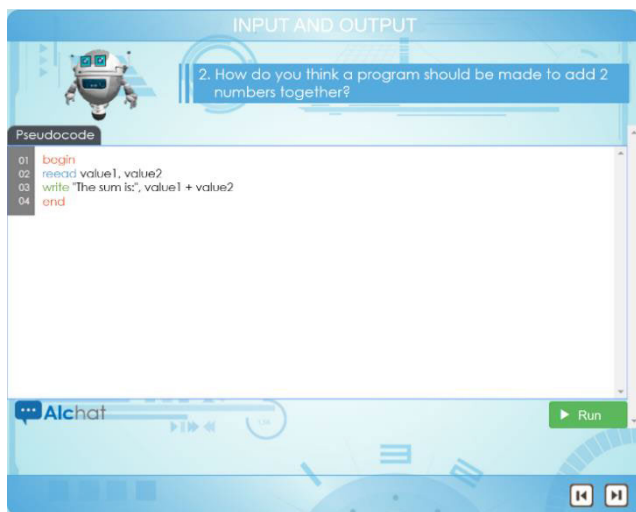 INPUT AND OUTPUT
2. How do you think a program should be made to add 2
numbers together?
Pseudocode
01 begin
02 reead value1, value2
03 write "The sum is:", value1 + value2
04 end
AIchat
Run